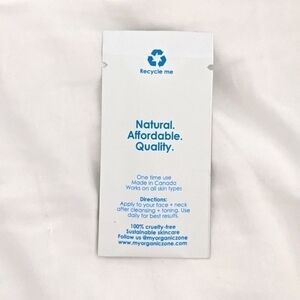 Recycle me
Natural.
Affordable.
Quality.
One time use
Made in Canada
Works on all skin types
Directions:
Apply to your face + neck
after cleansing + toning. Use
daily for best results.
100% cruelty-free
Sustainable skincare
Follow us @myorganiczone
www.myorganiczone.com